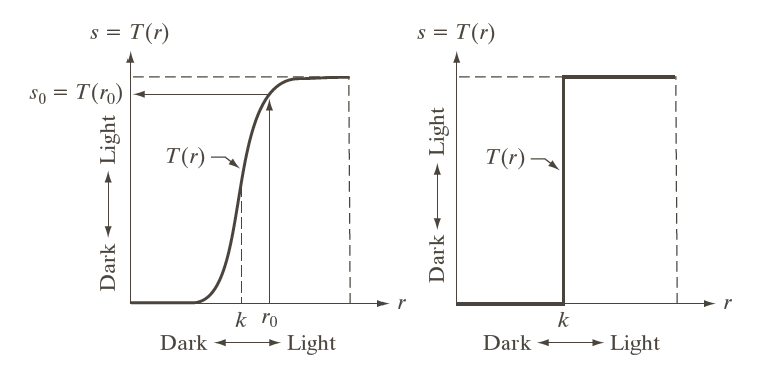 s = T(r)
s₀ = T(r₀)
Dark
Light
T(r)
k
r₀
r
Dark
Light
s = T(r)
Dark
Light
T(r)
k
r
Dark
Light